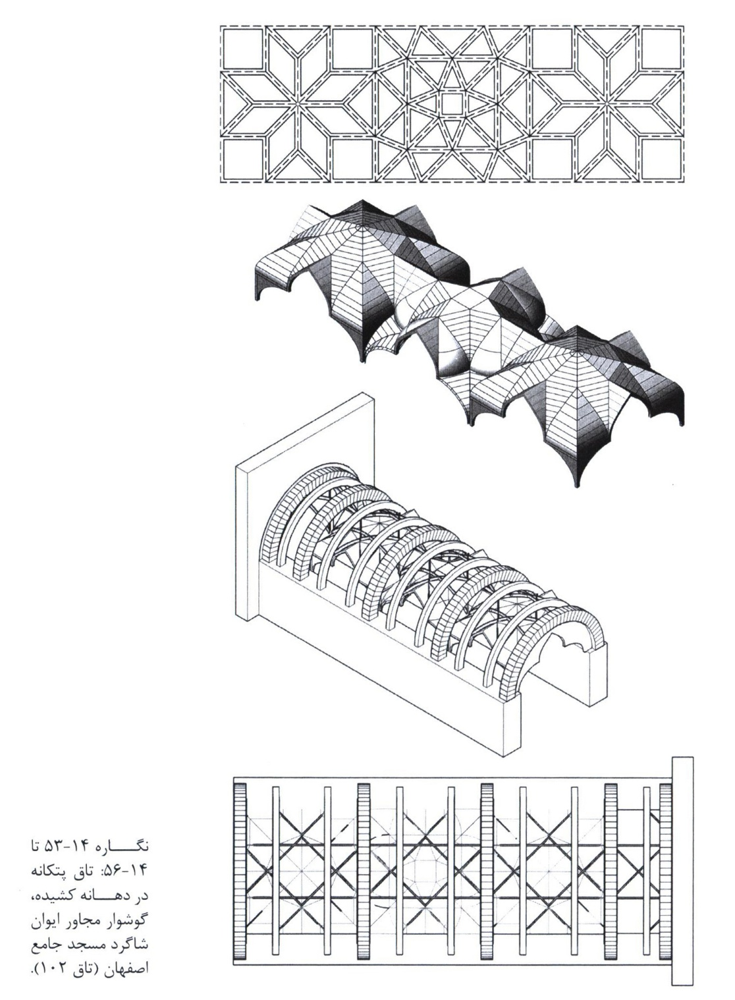 نگاره ۱۴-۵۳ تا
۱۴-۵۶: تاق پتکانه
در دهانه کشیده،
گوشوار مجاور ایوان
شاگرد مسجد جامع
اصفهان (تاق ۱۰۲).